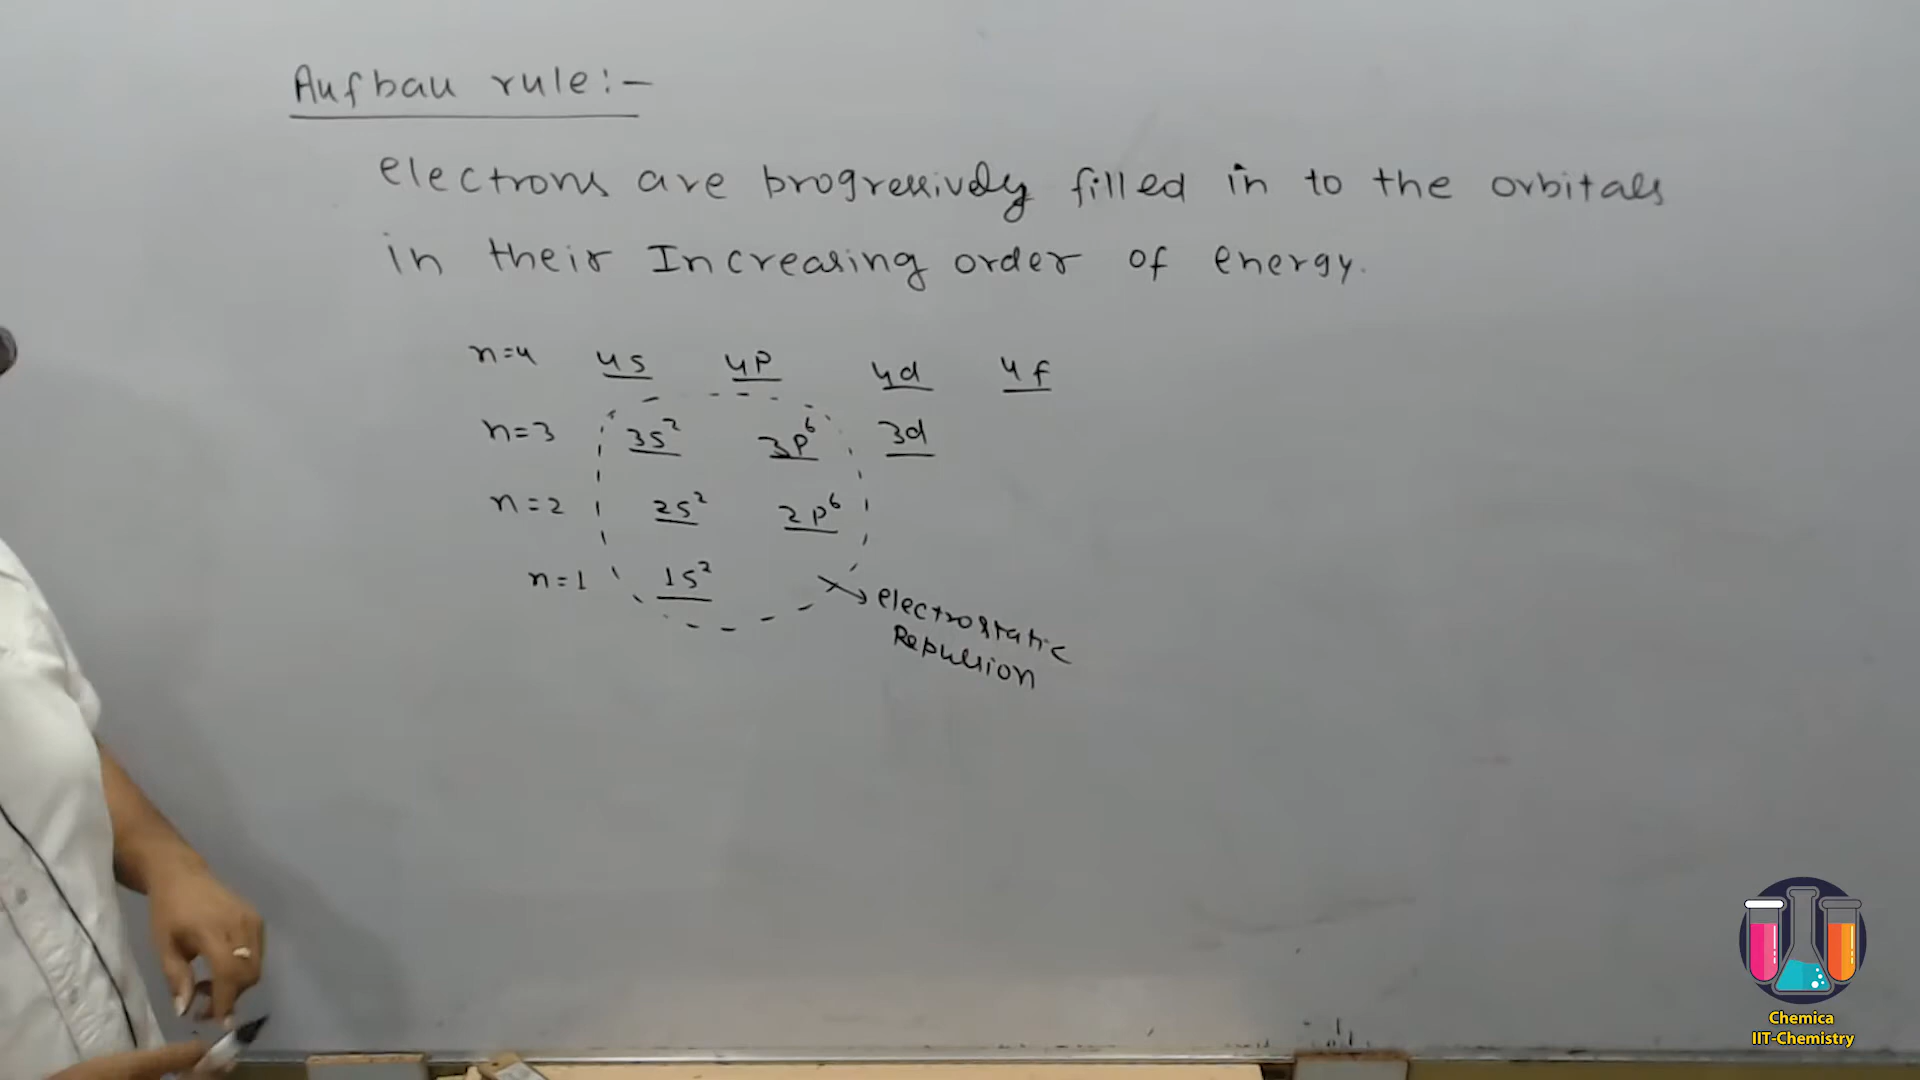 Aufbau rule:-
electrons are progressively filled in to the orbitals
in their Increasing order of energy.
n=4 4s 4p 4d 4f
n=3 3s² 3p⁶ 3d
n=2 2s² 2p⁶
n=1 1s²
electrostatic
Repulsion
Chemica
IIT-Chemistry